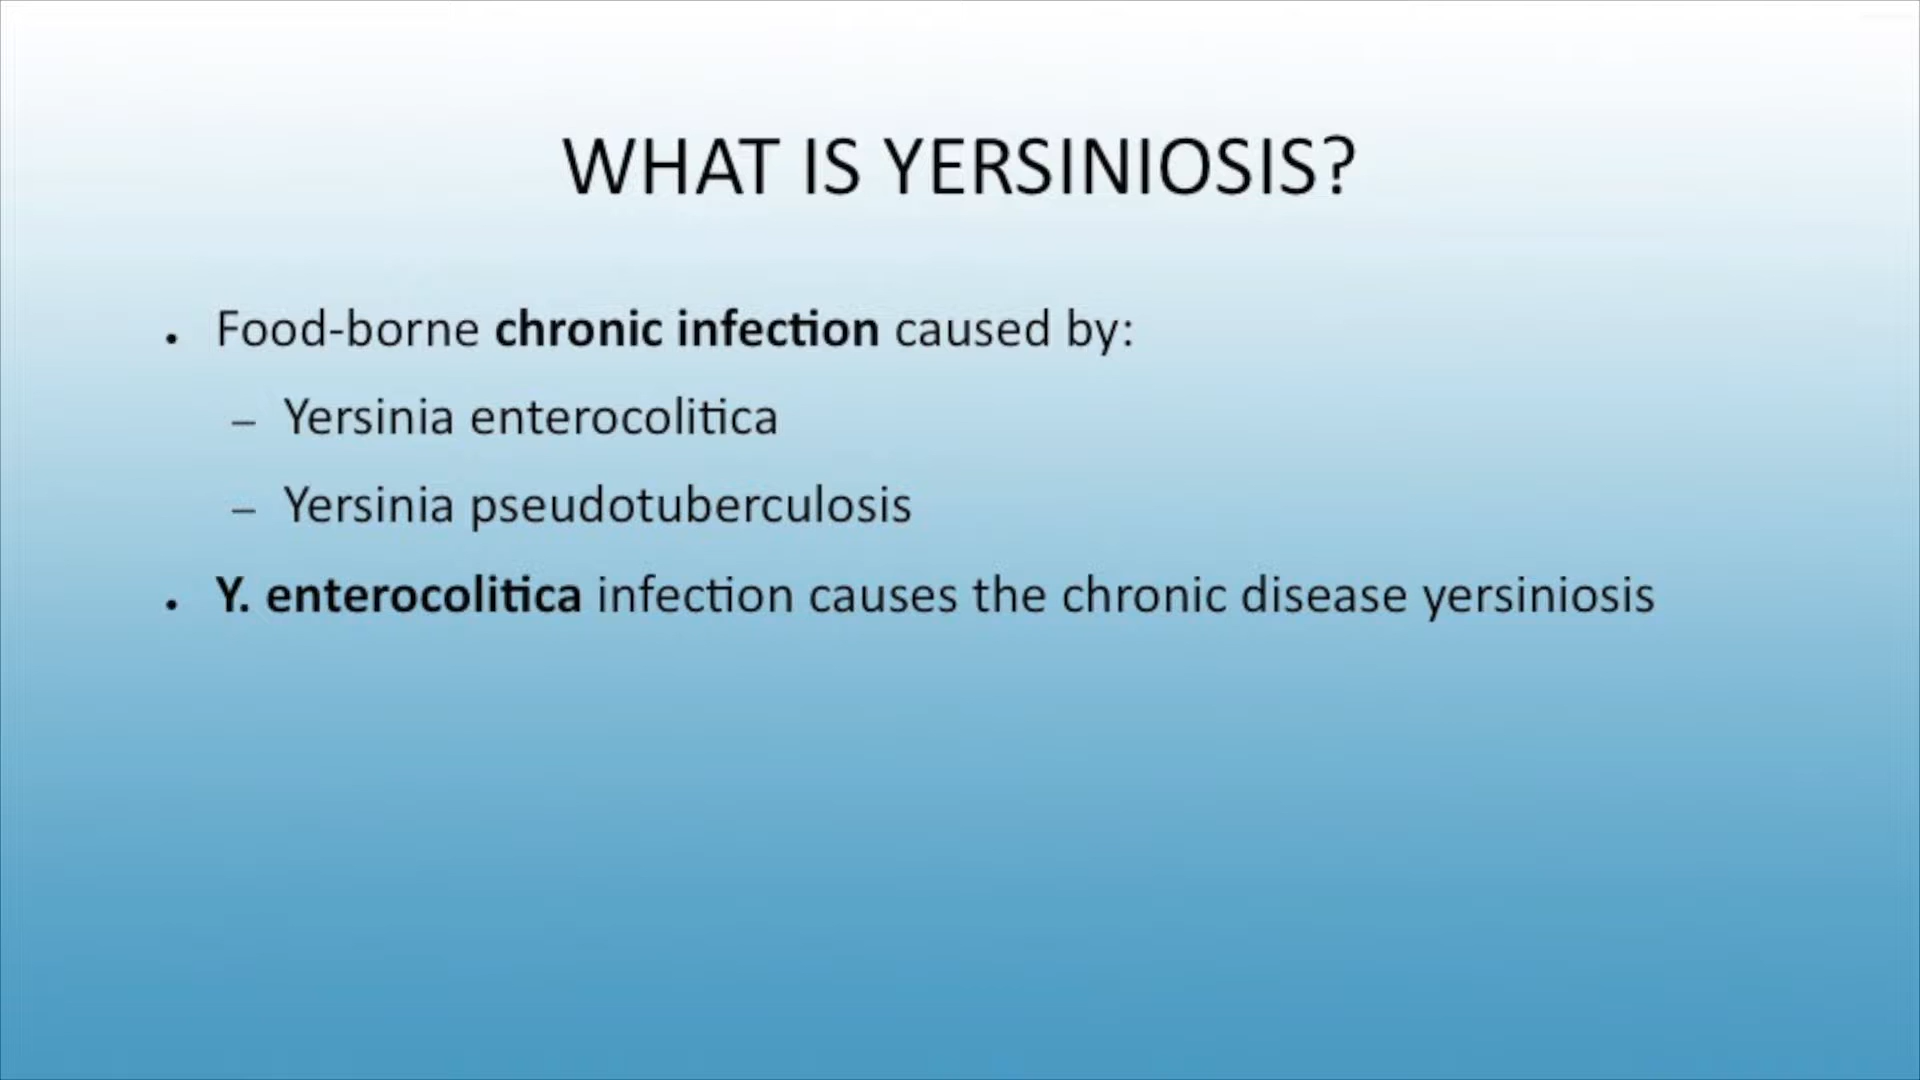 WHAT IS YERSINIOSIS?
• Food-borne chronic infection caused by:
– Yersinia enterocolitica
– Yersinia pseudotuberculosis
• Y. enterocolitica infection causes the chronic disease yersiniosis